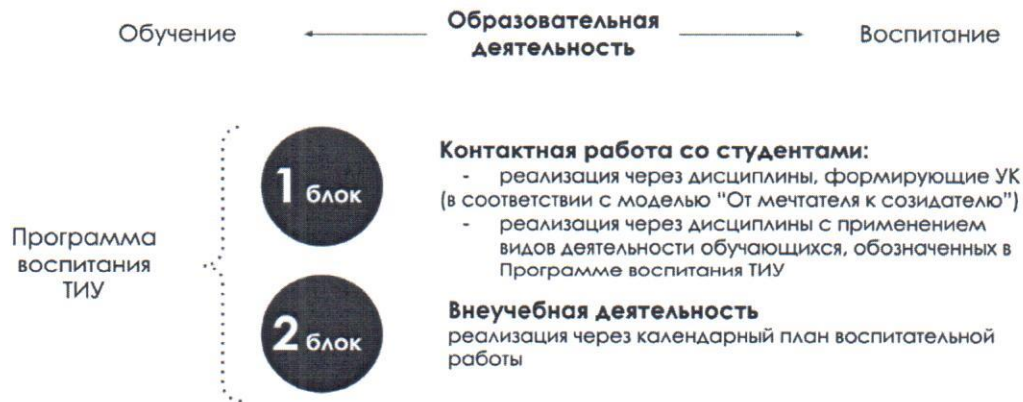 Обучение
Образовательная
деятельность
Воспитание
Программа
воспитания
ТИУ
1 блок
Контактная работа со студентами:
- реализация через дисциплины, формирующие УК
(в соответствии с моделью "От мечтателя к созидателю")
- реализация через дисциплины с применением
видов деятельности обучающихся, обозначенных в
Программе воспитания ТИУ
2 блок
Внеучебная деятельность
реализация через календарный план воспитательной
работы